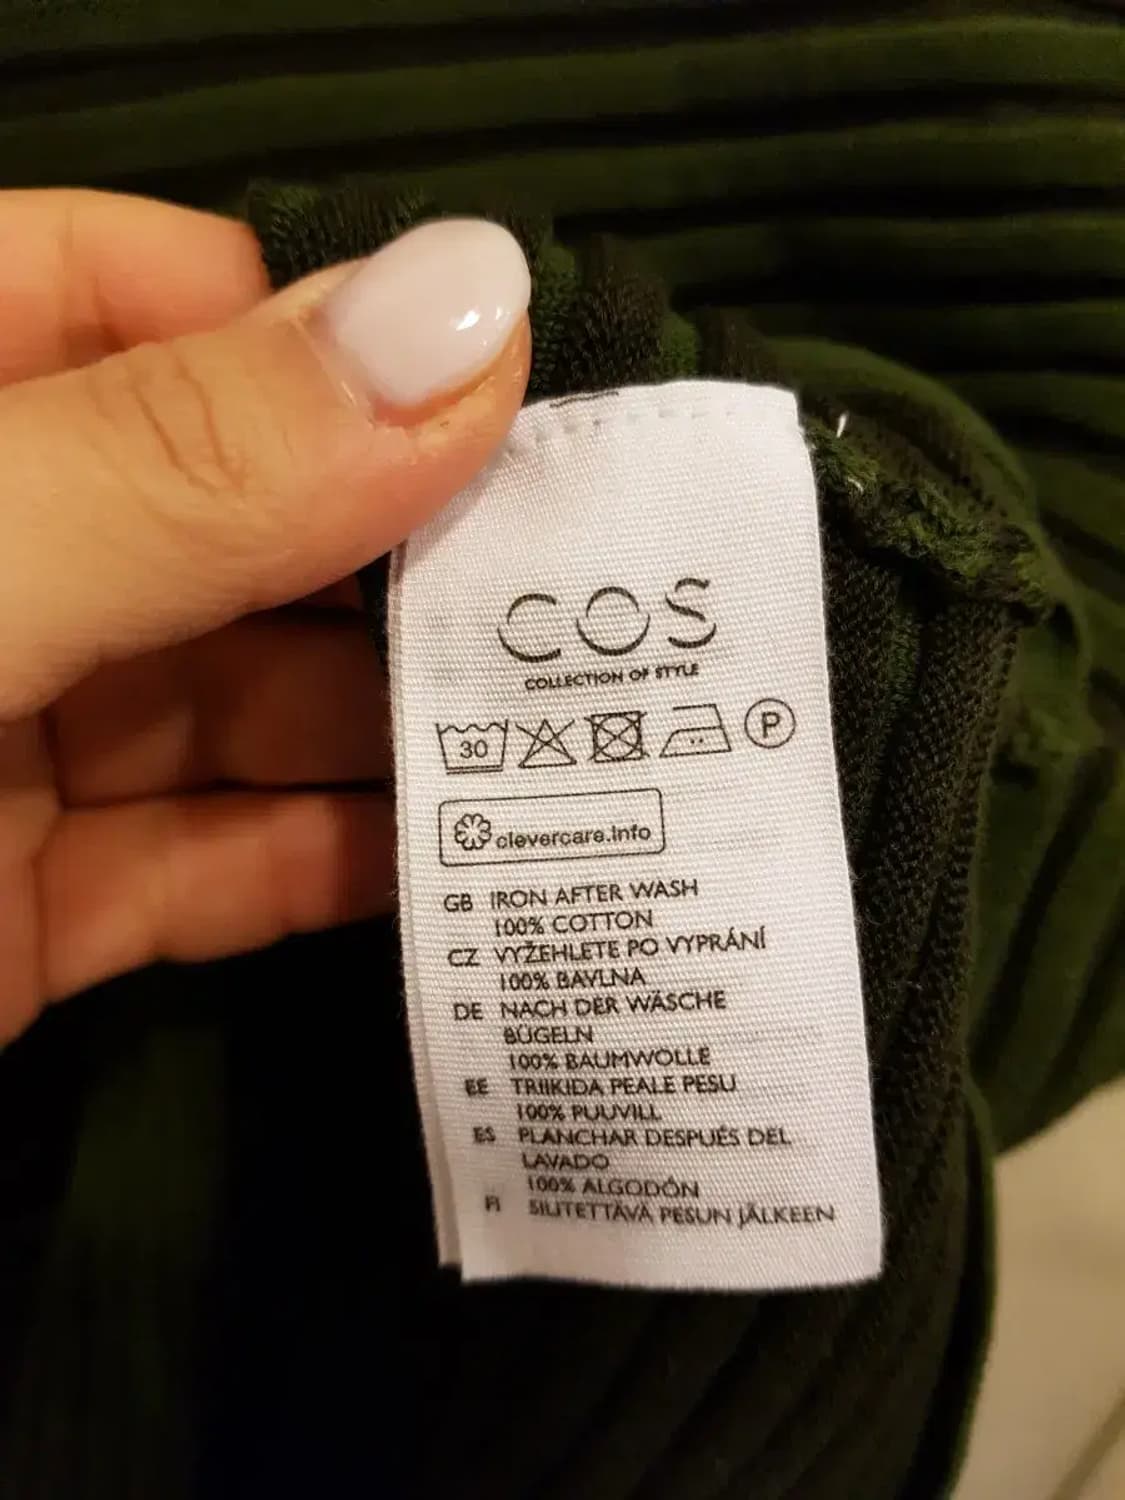 COS
COLLECTION OF STYLE
30
P
clevercare.info
GB IRON AFTER WASH
100% COTTON
CZ VYŽEHLETE PO VYPRÁNÍ
100% BAVLNA
DE NACH DER WÄSCHE
BÜGELN
100% BAUMWOLLE
EE TRIIKIDA PEALE PESU
100% PUUVILL
ES PLANCHAR DESPUÉS DEL
LAVADO
100% ALGODÓN
FI SILITETTÄVÄ PESUN JÄLKEEN